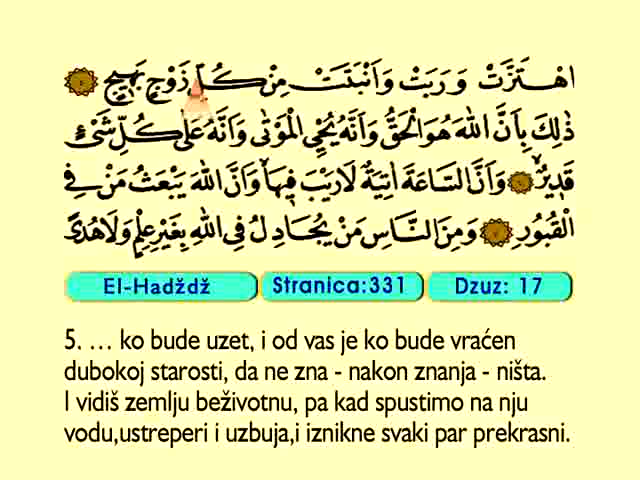 اهْتَزَّتْ وَرَبَتْ وَأَنْبَتَتْ مِنْ كُلِّ زَوْجٍ بَهِيجٍ ۝
ذَٰلِكَ بِأَنَّ اللَّهَ هُوَ الْحَقُّ وَأَنَّهُ يُحْيِي الْمَوْتَىٰ وَأَنَّهُ عَلَىٰ كُلِّ شَيْءٍ
قَدِيرٌ ۝ وَأَنَّ السَّاعَةَ اٰتِيَةٌ لَا رَيْبَ فِيهَا وَأَنَّ اللَّهَ يَبْعَثُ مَنْ فِي
الْقُبُورِ ۝ وَمِنَ النَّاسِ مَنْ يُجَادِلُ فِي اللَّهِ بِغَيْرِ عِلْمٍ وَلَا هُدًى
El-Hadždž Stranica:331 Dzuz: 17
5. … ko bude uzet, i od vas je ko bude vraćen
dubokoj starosti, da ne zna - nakon znanja - ništa.
I vidiš zemlju beživotnu, pa kad spustimo na nju
vodu,ustreperi i uzbuja,i iznikne svaki par prekrasni.